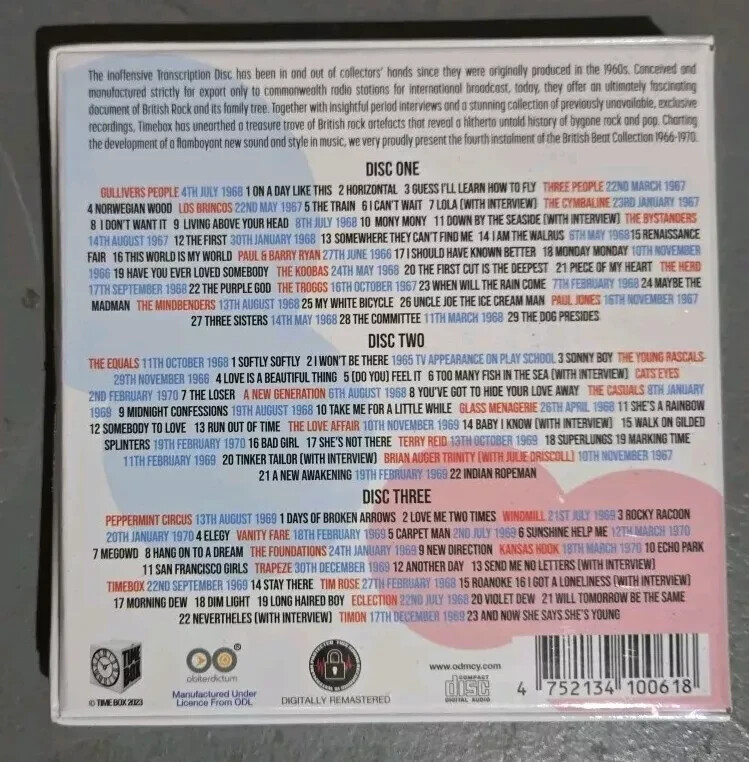 The inoffensive Transcription Disc has been in and out of collectors' hands since they were originally produced in the 1960s. Conceived and
manufactured strictly for export only to commonwealth radio stations for international broadcast, today, they offer an ultimately fascinating
document of British Rock and its family tree. Together with insightful period interviews and a stunning collection of previously unavailable, exclusive
recordings, Timebox has unearthed a treasure trove of British rock artefacts that reveal a hitherto untold history of bygone rock and pop. Charting
the development of a flamboyant new sound and style in music, we very proudly present the fourth instalment of the British Beat Collection 1966-1970.
DISC ONE
GULLIVERS PEOPLE 4TH JULY 1968 1 ON A DAY LIKE THIS 2 HORIZONTAL 3 GUESS I'LL LEARN HOW TO FLY THREE PEOPLE 22ND MARCH 1967
4 NORWEGIAN WOOD LOS BRINCOS 22ND MAY 1967 5 THE TRAIN 6 I CAN'T WAIT 7 LOLA (WITH INTERVIEW) THE CYMBALINE 23RD JANUARY 1967
8 I DON'T WANT IT 9 LIVING ABOVE YOUR HEAD 8TH JULY 1968 10 MONY MONY 11 DOWN BY THE SEASIDE (WITH INTERVIEW) THE BYSTANDERS
14TH AUGUST 1967 12 THE FIRST 30TH JANUARY 1968 13 SOMEWHERE THEY CAN'T FIND ME 14 I AM THE WALRUS 6TH MAY 1968 15 RENAISSANCE
FAIR 16 THIS WORLD IS MY WORLD PAUL & BARRY RYAN 27TH JUNE 1966 17 I SHOULD HAVE KNOWN BETTER 18 MONDAY MONDAY 10TH NOVEMBER
1966 19 HAVE YOU EVER LOVED SOMEBODY THE KOOBAS 24TH MAY 1968 20 THE FIRST CUT IS THE DEEPEST 21 PIECE OF MY HEART THE HERD
17TH SEPTEMBER 1968 22 THE PURPLE GOD THE TROGGS 16TH OCTOBER 1967 23 WHEN WILL THE RAIN COME 7TH FEBRUARY 1968 24 MAYBE THE
MADMAN THE MINDBENDERS 13TH AUGUST 1968 25 MY WHITE BICYCLE 26 UNCLE JOE THE ICE CREAM MAN PAUL JONES 16TH NOVEMBER 1967
27 THREE SISTERS 14TH MAY 1968 28 THE COMMITTEE 11TH MARCH 1968 29 THE DOG PRESIDES
DISC TWO
THE EQUALS 11TH OCTOBER 1968 1 SOFTLY SOFTLY 2 I WON'T BE THERE 1965 TV APPEARANCE ON PLAY SCHOOL 3 SONNY BOY THE YOUNG RASCALS-
29TH NOVEMBER 1966 4 LOVE IS A BEAUTIFUL THING 5 (DO YOU) FEEL IT 6 TOO MANY FISH IN THE SEA (WITH INTERVIEW) CATS EYES
2ND FEBRUARY 1970 7 THE LOSER A NEW GENERATION 6TH AUGUST 1968 8 YOU'VE GOT TO HIDE YOUR LOVE AWAY THE CASUALS 8TH JANUARY
1969 9 MIDNIGHT CONFESSIONS 19TH AUGUST 1968 10 TAKE ME FOR A LITTLE WHILE GLASS MENAGERIE 26TH APRIL 1968 11 SHE'S A RAINBOW
12 SOMEBODY TO LOVE 13 RUN OUT OF TIME THE LOVE AFFAIR 10TH NOVEMBER 1969 14 BABY I KNOW (WITH INTERVIEW) 15 WALK ON GILDED
SPLINTERS 19TH FEBRUARY 1970 16 BAD GIRL 17 SHE'S NOT THERE TERRY REID 13TH OCTOBER 1969 18 SUPERLUNGS 19 MARKING TIME
11TH FEBRUARY 1969 20 TINKER TAILOR (WITH INTERVIEW) BRIAN AUGER TRINITY (WITH JULIE DRISCOLL) 10TH NOVEMBER 1967
21 A NEW AWAKENING 19TH FEBRUARY 1969 22 INDIAN ROPEMAN
DISC THREE
PEPPERMINT CIRCUS 13TH AUGUST 1969 1 DAYS OF BROKEN ARROWS 2 LOVE ME TWO TIMES WINDMILL 21ST JULY 1969 3 ROCKY RACOON
20TH JANUARY 1970 4 ELEGY VANITY FARE 18TH FEBRUARY 1969 5 CARPET MAN 2ND JULY 1969 6 SUNSHINE HELP ME 12TH MARCH 1970
7 MEGOWD 8 HANG ON TO A DREAM THE FOUNDATIONS 24TH JANUARY 1969 9 NEW DIRECTION KANSAS HOOK 18TH MARCH 1970 10 ECHO PARK
11 SAN FRANCISCO GIRLS TRAPEZE 30TH DECEMBER 1969 12 ANOTHER DAY 13 SEND ME NO LETTERS (WITH INTERVIEW)
TIMEBOX 22ND SEPTEMBER 1969 14 STAY THERE TIM ROSE 27TH FEBRUARY 1968 15 ROANOKE 16 I GOT A LONELINESS (WITH INTERVIEW)
17 MORNING DEW 18 DIM LIGHT 19 LONG HAIRED BOY ECLECTION 22ND JULY 1968 20 VIOLET DEW 21 WILL TOMORROW BE THE SAME
22 NEVERTHELES (WITH INTERVIEW) TIMON 17TH DECEMBER 1969 23 AND NOW SHE SAYS SHE'S YOUNG
TIME BOX
© TIME BOX 2023
obiterdictum
®
Manufactured Under
Licence From ODL
DIGITALLY REMASTERED
www.odmcy.com
COMPACT
disc
DIGITAL AUDIO
4 752134 100618